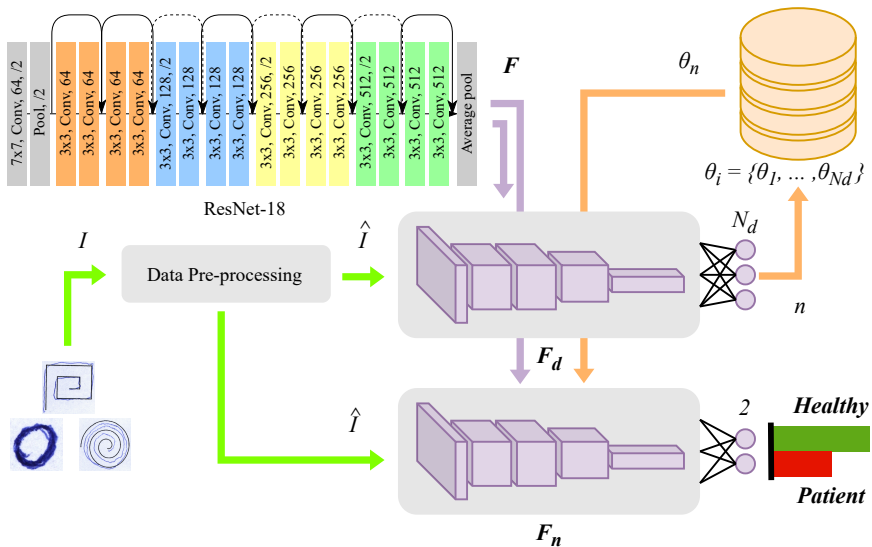 7x7, Conv, 64, /2
Pool, /2
3x3, Conv, 64
3x3, Conv, 64
3x3, Conv, 64
3x3, Conv, 64
3x3, Conv, 128, /2
3x3, Conv, 128
3x3, Conv, 128
3x3, Conv, 128
3x3, Conv, 256, /2
3x3, Conv, 256
3x3, Conv, 256
3x3, Conv, 256
3x3, Conv, 512, /2
3x3, Conv, 512
3x3, Conv, 512
3x3, Conv, 512
Average pool
ResNet-18
F
θn
θi = {θ1, ... ,θNd}
I
Data Pre-processing
Î
Nd
n
Fd
Î
2
Healthy
Patient
Fn